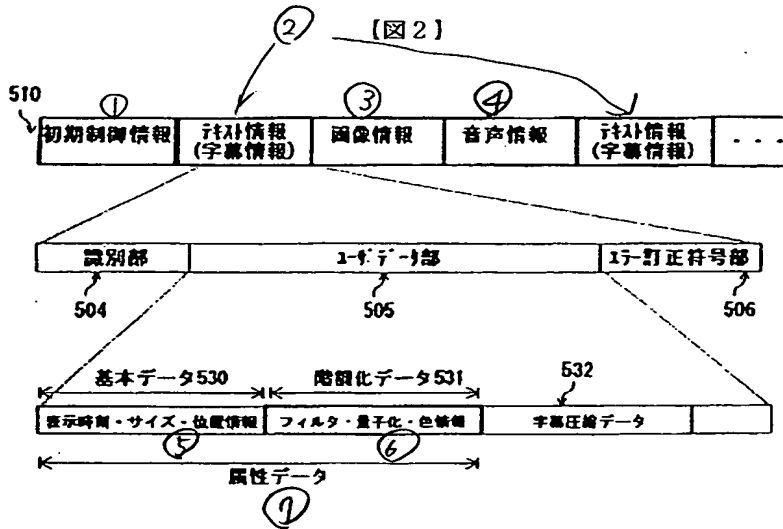 ② 【図2】
510
① ③ ④
初期制御情報 テキスト情報 画像情報 音声情報 テキスト情報 ・・・
(字幕情報) (字幕情報)
識別部 ユーザデータ部 エラー訂正符号部
504 505 506
基本データ530 階調化データ531 532
表示時刻・サイズ・位置情報 フィルタ・量子化・色情報 字幕圧縮データ
⑤ ⑥
属性データ
⑦